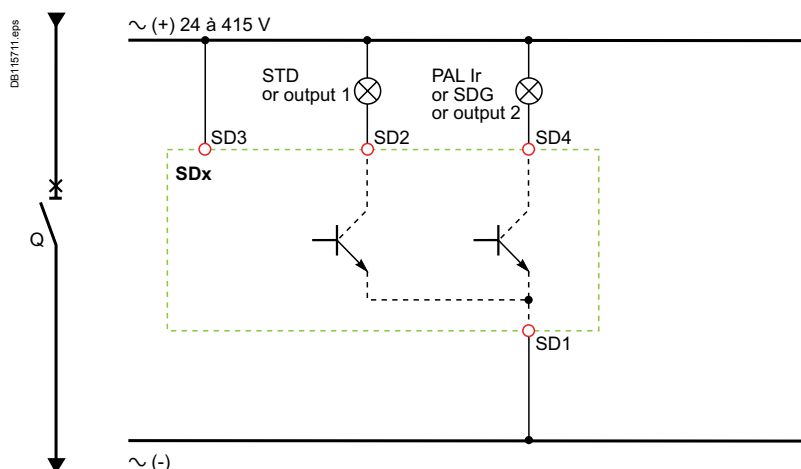 DB115711.eps
~ (+) 24 à 415 V
STD
or output 1
PAL Ir
or SDG
or output 2
SD3
SD2
SD4
SDx
Q
SD1
~ (-)